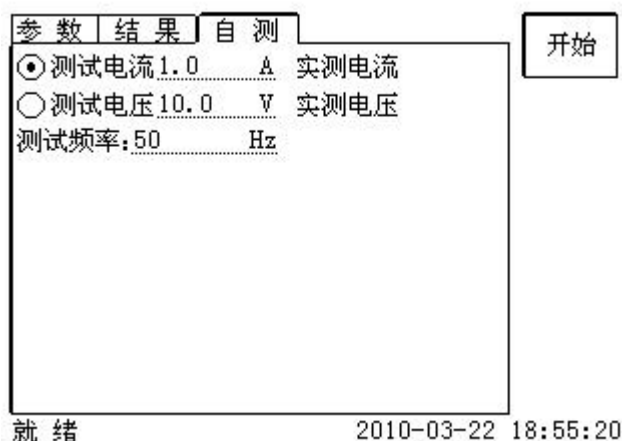 参 数 结 果 自 测
开始
测试电流1.0 A 实测电流
测试电压10.0 V 实测电压
测试频率:50 Hz
就 绪 2010-03-22 18:55:20